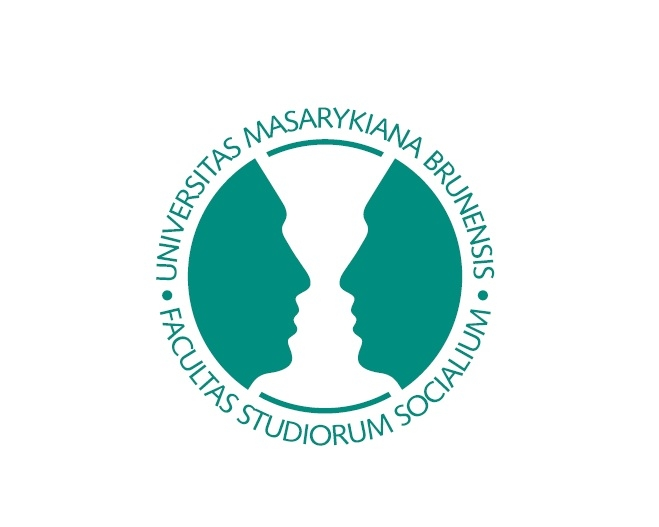 UNIVERSITAS MASARYKIANA BRUNENSIS
• FACULTAS STUDIORUM SOCIALIUM •